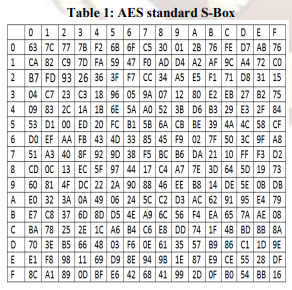 Table 1: AES standard S-Box
0 1 2 3 4 5 6 7 8 9 A B C D E F
0 63 7C 77 7B F2 6B 6F C5 30 01 2B 76 FE D7 AB 76
1 CA 82 C9 7D FA 59 47 F0 AD D4 A2 AF 9C A4 72 C0
2 B7 FD 93 26 36 3F F7 CC 34 A5 E5 F1 71 D8 31 15
3 04 C7 23 C3 18 96 05 9A 07 12 80 E2 EB 27 B2 75
4 09 83 2C 1A 1B 6E 5A A0 52 3B D6 B3 29 E3 2F 84
5 53 D1 00 ED 20 FC B1 5B 6A CB BE 39 4A 4C 58 CF
6 D0 EF AA FB 43 4D 33 85 45 F9 02 7F 50 3C 9F A8
7 51 A3 40 8F 92 9D 38 F5 BC B6 DA 21 10 FF F3 D2
8 CD 0C 13 EC 5F 97 44 17 C4 A7 7E 3D 64 5D 19 73
9 60 81 4F DC 22 2A 90 88 46 EE B8 14 DE 5E 0B DB
A E0 32 3A 0A 49 06 24 5C C2 D3 AC 62 91 95 E4 79
B E7 C8 37 6D 8D D5 4E A9 6C 56 F4 EA 65 7A AE 08
C BA 78 25 2E 1C A6 B4 C6 E8 DD 74 1F 4B BD 8B 8A
D 70 3E B5 66 48 03 F6 0E 61 35 57 B9 86 C1 1D 9E
E E1 F8 98 11 69 D9 8E 94 9B 1E 87 E9 CE 55 28 DF
F 8C A1 89 0D BF E6 42 68 41 99 2D 0F B0 54 BB 16